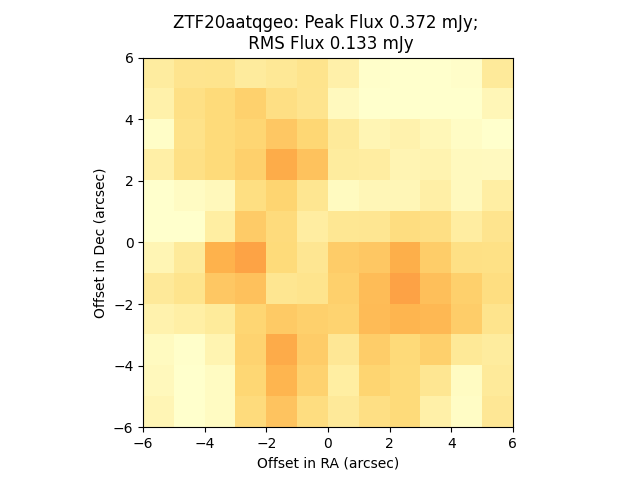 ZTF20aatqgeo: Peak Flux 0.372 mJy;
RMS Flux 0.133 mJy
6
4
2
0
−2
−4
−6
Offset in Dec (arcsec)
−6 −4 −2 0 2 4 6
Offset in RA (arcsec)